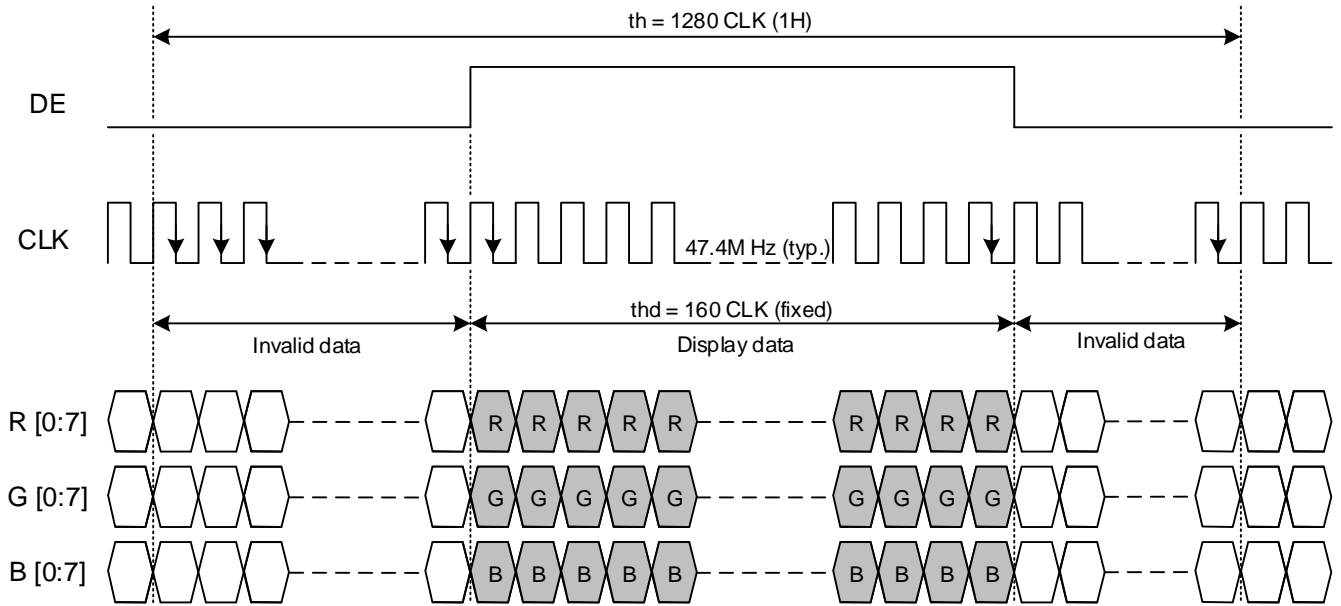 th = 1280 CLK (1H)
DE
CLK
47.4M Hz (typ.)
thd = 160 CLK (fixed)
Invalid data
Display data
Invalid data
R [0:7]
R R R R R R R R R
G [0:7]
G G G G G G G G G
B [0:7]
B B B B B B B B B